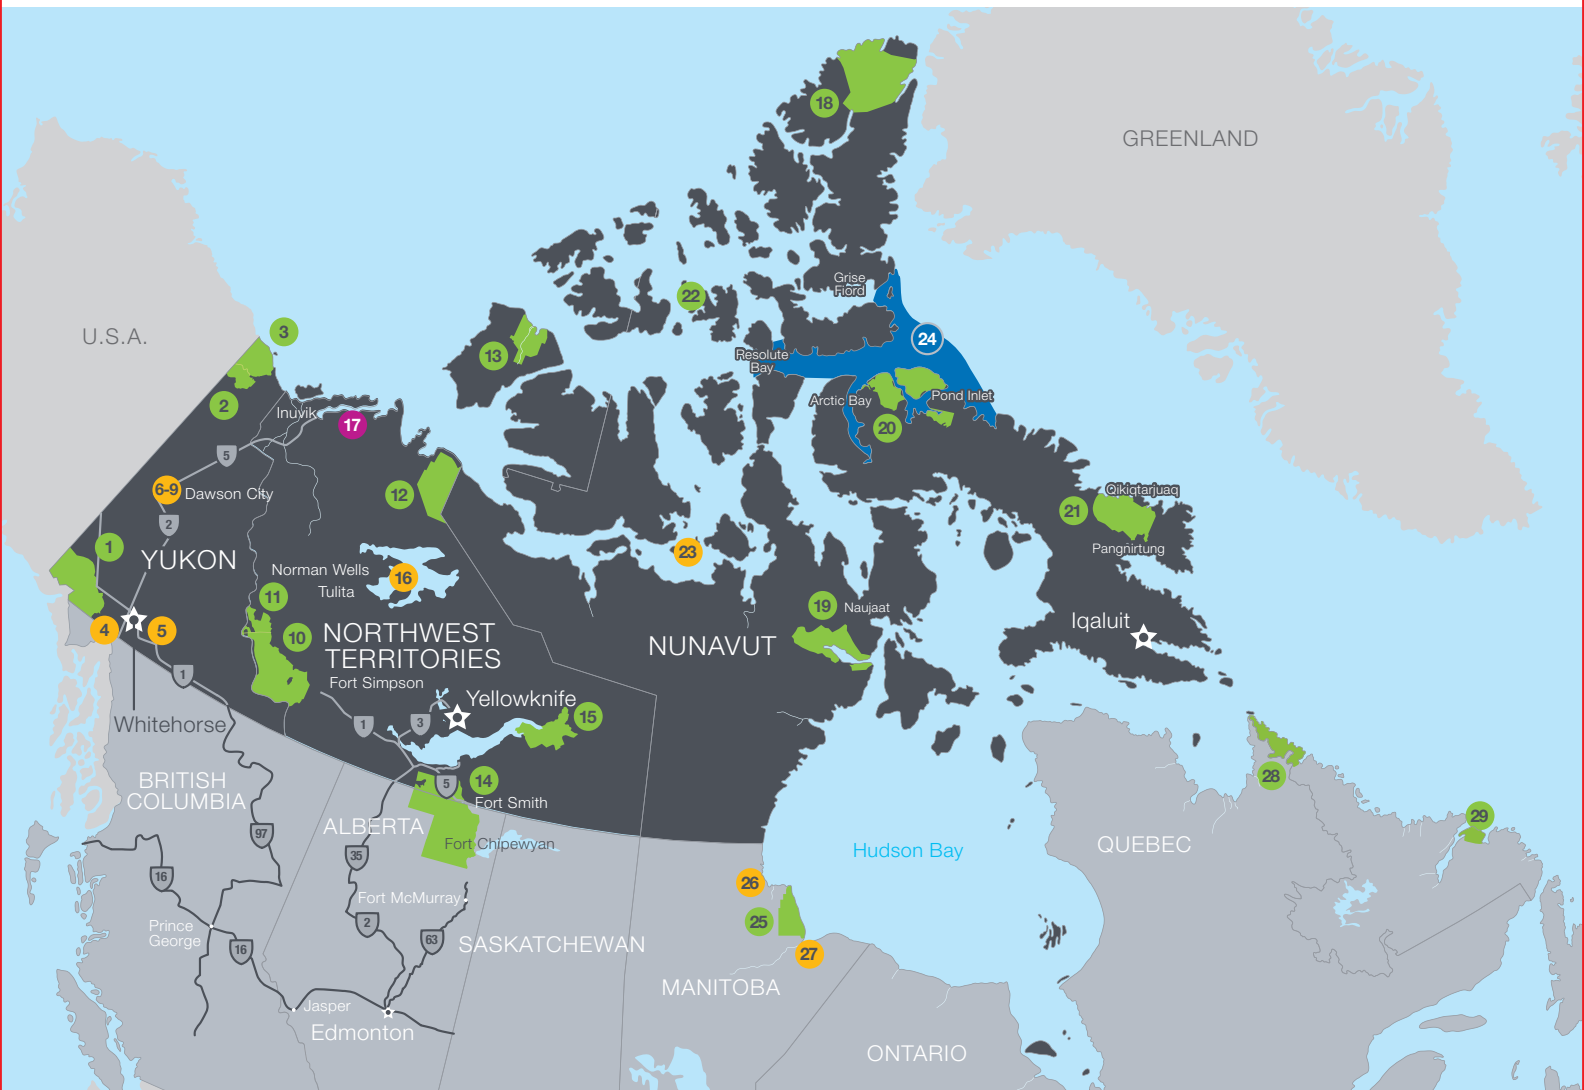 18
GREENLAND
Grise
Fiord
22
24
3
U.S.A.
13
Resolute
Bay
2
Inuvik
17
Arctic Bay
Pond Inlet
20
5
6-9
Dawson City
12
Qikiqtarjuaq
21
2
1
YUKON
Pangnirtung
23
Norman Wells
16
Tulita
11
19
Naujaat
4
5
10
NORTHWEST
TERRITORIES
NUNAVUT
Iqaluit
Fort Simpson
1
Yellowknife
Whitehorse
1
3
15
BRITISH
COLUMBIA
5
14
Fort Smith
28
97
ALBERTA
Fort Chipewyan
Hudson Bay
QUEBEC
29
35
16
26
Fort McMurray
2
25
Prince
George
16
63
SASKATCHEWAN
27
MANITOBA
Jasper
Edmonton
ONTARIO